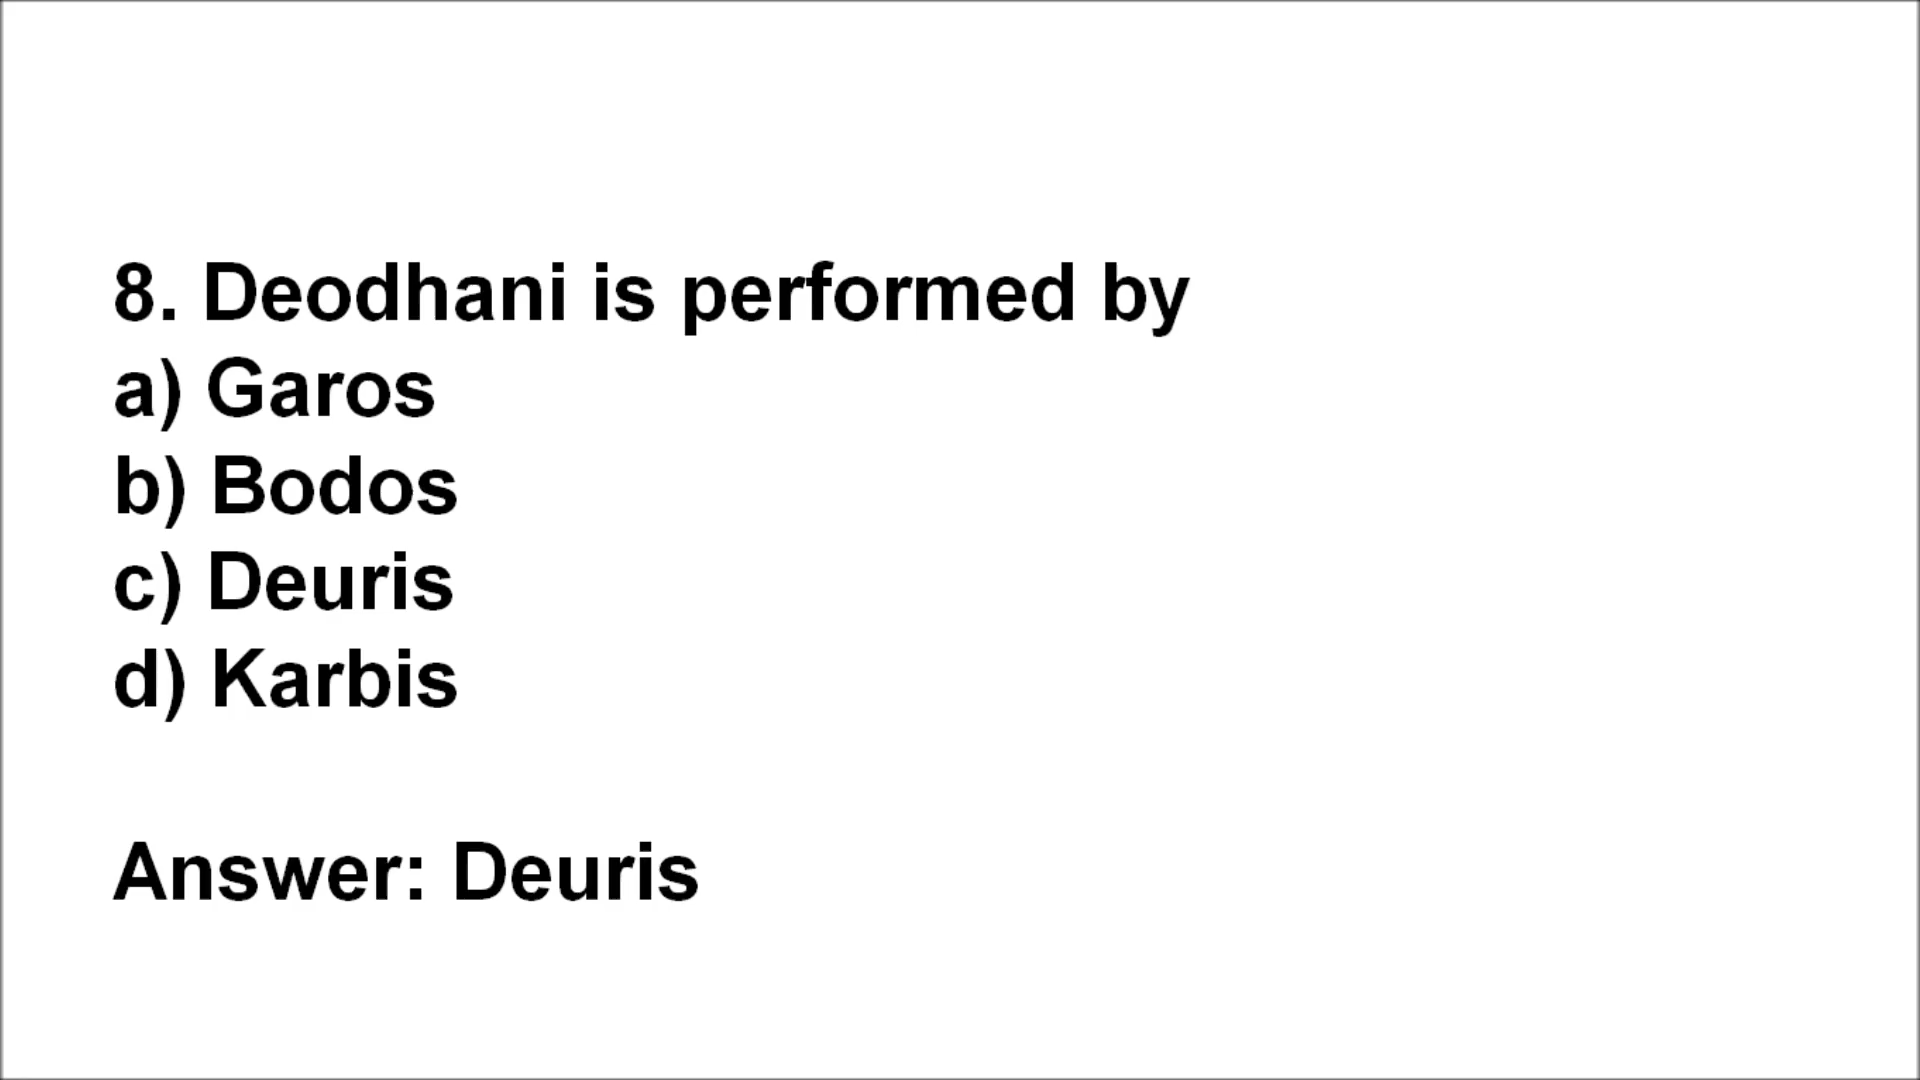 8. Deodhani is performed by
a) Garos
b) Bodos
c) Deuris
d) Karbis
Answer: Deuris